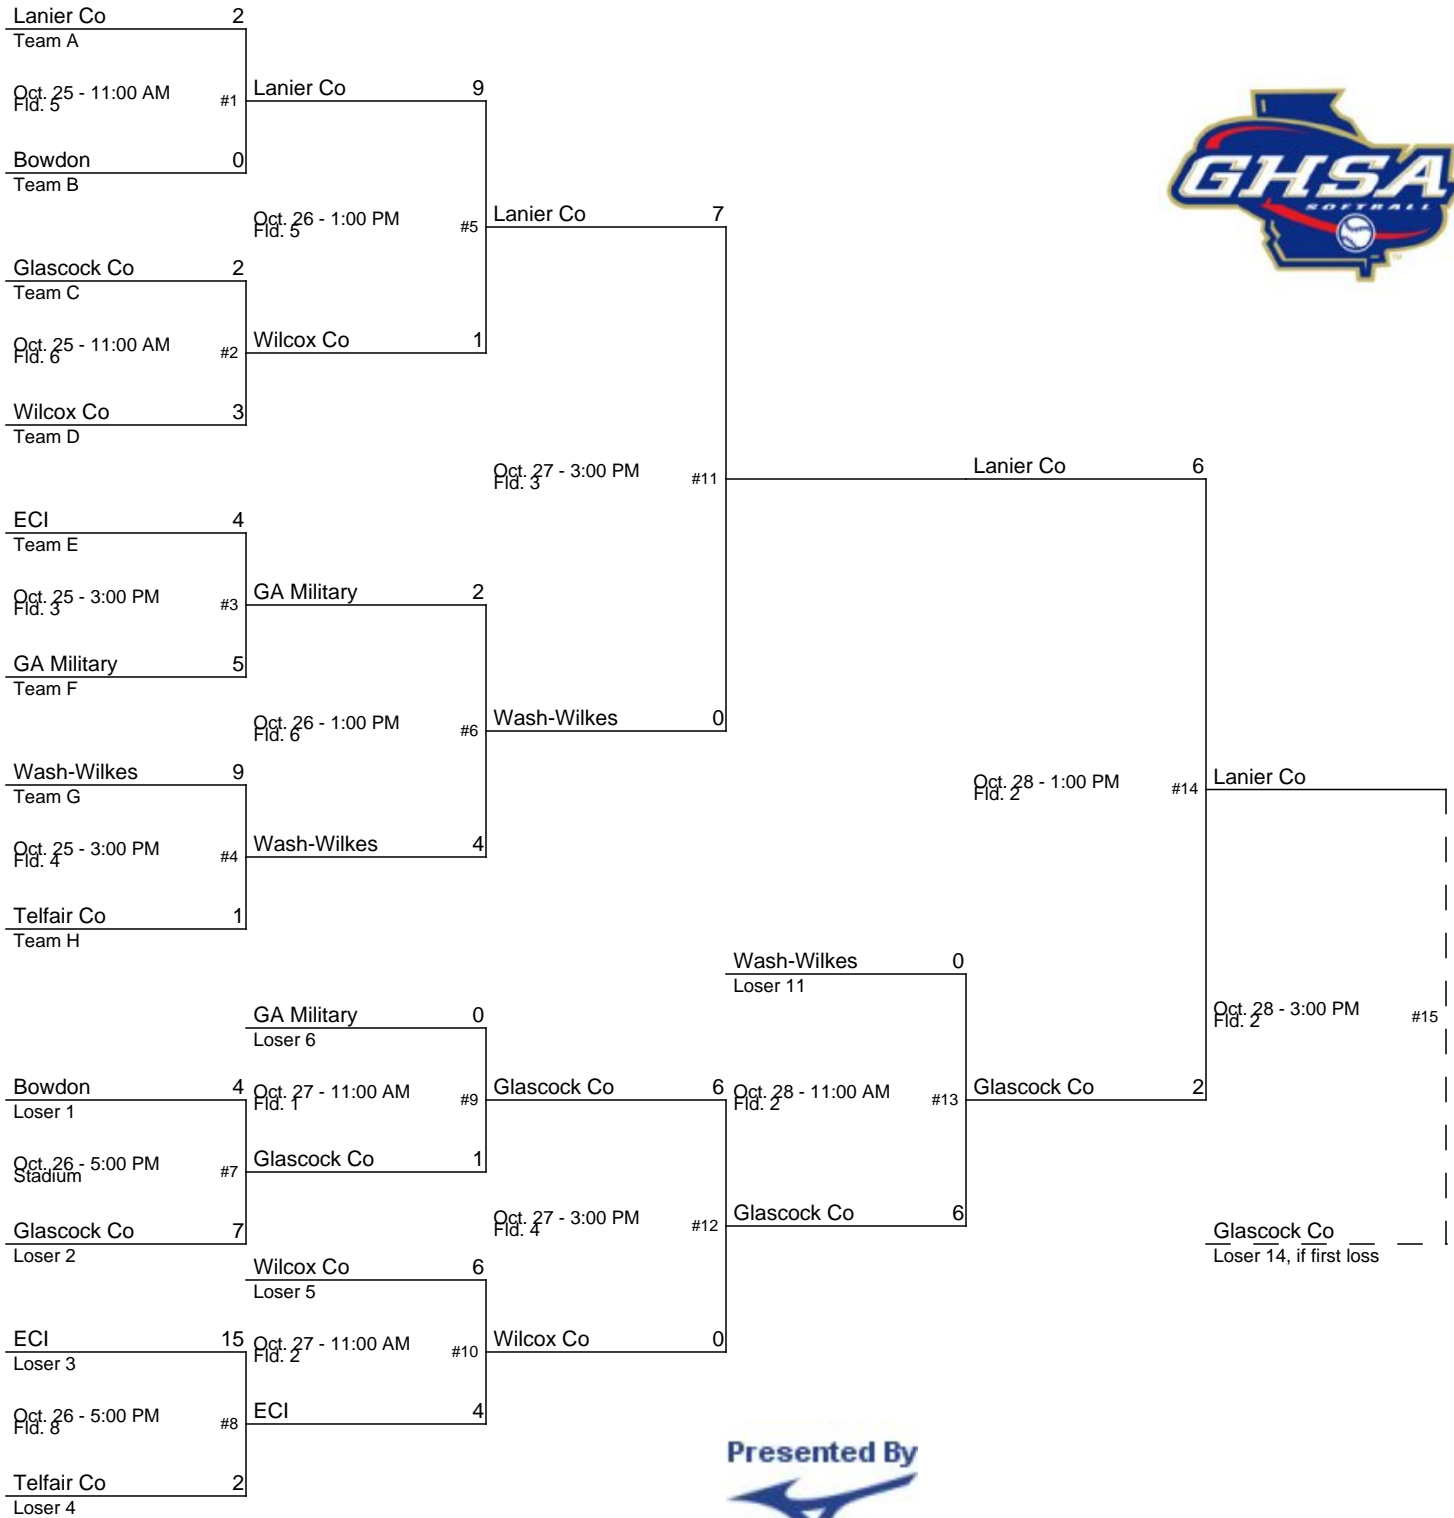 Lanier Co 2
Team A
Oct. 25 - 11:00 AM
Fld. 5
#1
Bowdon 0
Team B
Lanier Co 9
Oct. 26 - 1:00 PM
Fld. 5
#5
Glascock Co 2
Team C
Oct. 25 - 11:00 AM
Fld. 6
#2
Wilcox Co 3
Team D
Wilcox Co 1
Lanier Co 7
Oct. 27 - 3:00 PM
Fld. 3
#11
ECI 4
Team E
Oct. 25 - 3:00 PM
Fld. 3
#3
GA Military 5
Team F
GA Military 2
Oct. 26 - 1:00 PM
Fld. 6
#6
Wash-Wilkes 9
Team G
Oct. 25 - 3:00 PM
Fld. 4
#4
Telfair Co 1
Team H
Wash-Wilkes 4
Wash-Wilkes 0
Lanier Co 6
Oct. 28 - 1:00 PM
Fld. 2
#14
Lanier Co
GA Military 0
Loser 6
Oct. 27 - 11:00 AM
Fld. 1
#9
Bowdon 4
Loser 1
Oct. 26 - 5:00 PM
Stadium
#7
Glascock Co 7
Loser 2
Glascock Co 1
Glascock Co 6
Oct. 27 - 3:00 PM
Fld. 4
#12
Wilcox Co 6
Loser 5
Oct. 27 - 11:00 AM
Fld. 2
#10
ECI 15
Loser 3
Oct. 26 - 5:00 PM
Fld. 8
#8
Telfair Co 2
Loser 4
ECI 4
Wilcox Co 0
Wash-Wilkes 0
Loser 11
Oct. 28 - 11:00 AM
Fld. 2
#13
Glascock Co 6
Glascock Co 2
Oct. 28 - 3:00 PM
Fld. 2
#15
Glascock Co
Loser 14, if first loss
GHSA
SOFTBALL
TM
Presented By